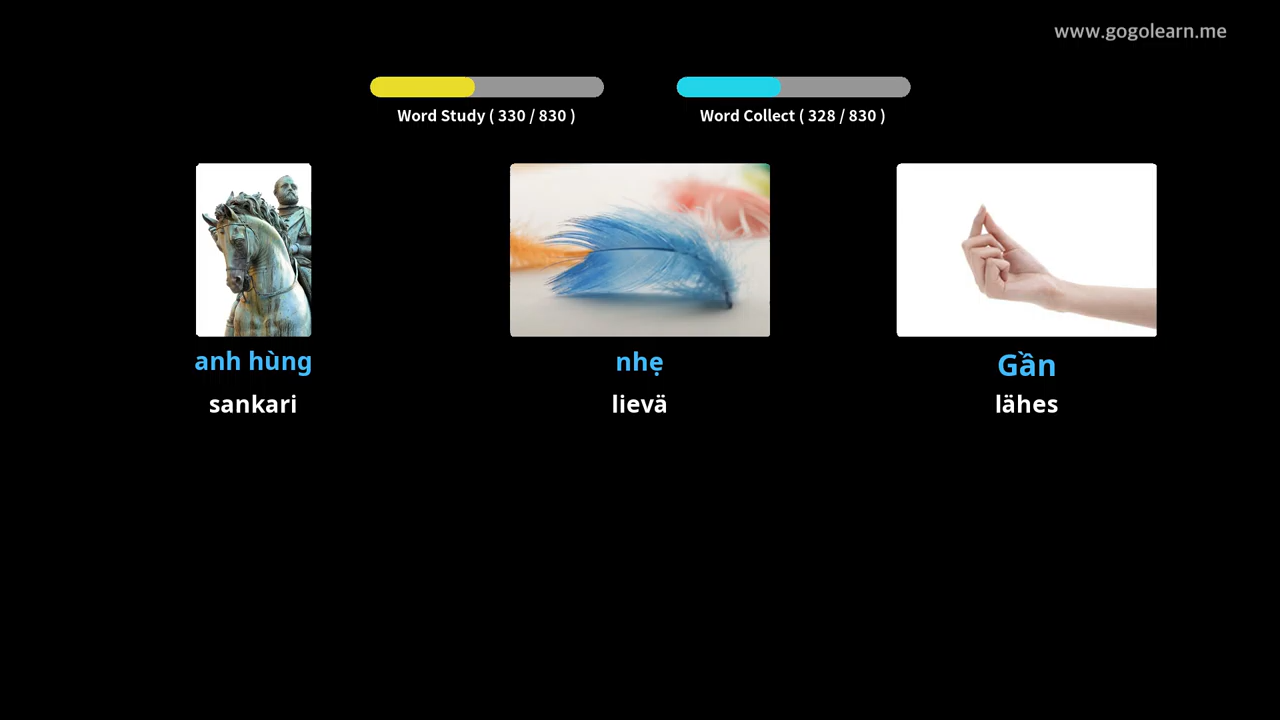 www.gogolearn.me
Word Study ( 330 / 830 )
Word Collect ( 328 / 830 )
anh hùng
nhẹ
Gần
sankari
lievä
lähes